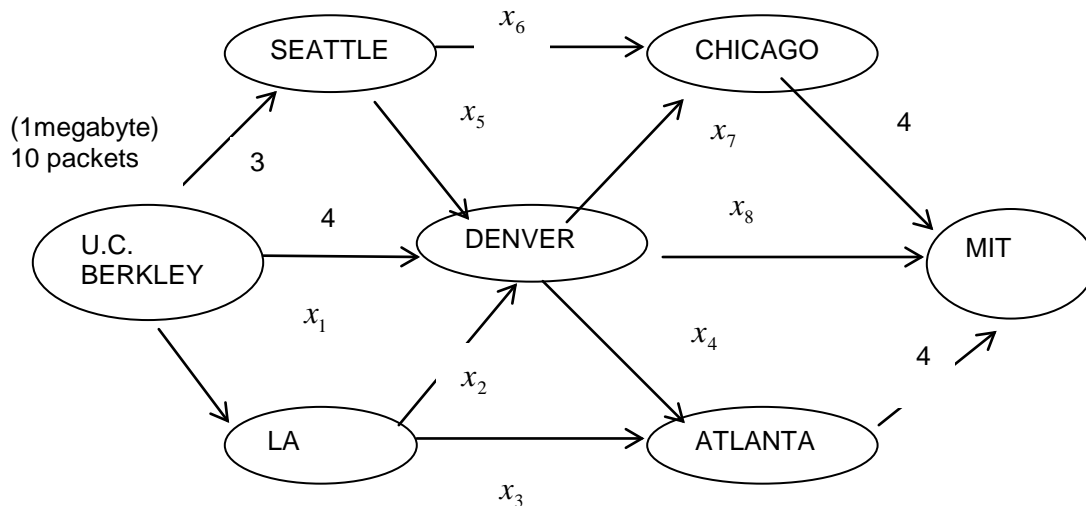 x₆
SEATTLE
CHICAGO
(1megabyte)
10 packets
x₅
x₇
4
3
4
x₈
U.C.
BERKLEY
DENVER
MIT
x₁
x₄
4
x₂
LA
ATLANTA
x₃